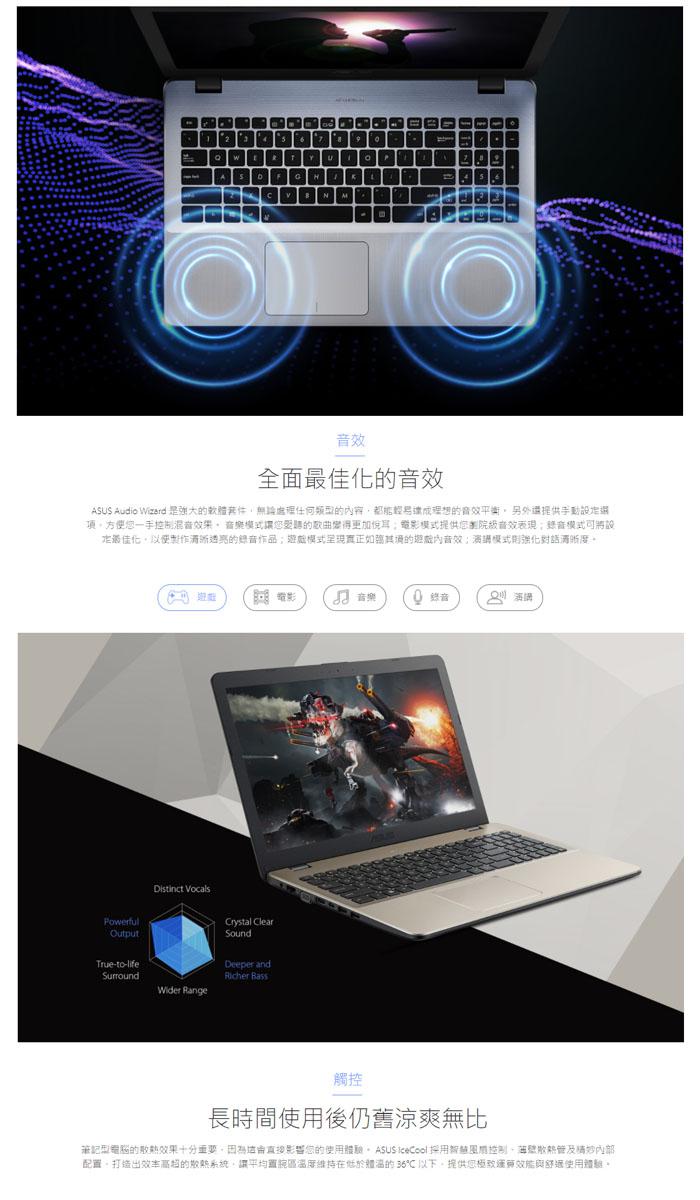 音效
全面最佳化的音效
ASUS Audio Wizard 是強大的軟體套件，無論處理任何類型的內容，都能輕易達成理想的音效平衡。 另外還提供手動設定選
項，方便您一手控制混音效果。 音樂模式讓您聆聽的歌曲變得更加悅耳；電影模式提供您劇院級音效表現；錄音模式可將設
定最佳化，以便製作清晰透亮的錄音作品；遊戲模式呈現真正如臨其境的遊戲內音效；演講模式則強化對話清晰度。
遊戲 電影 音樂 錄音 演講
ASUS
Distinct Vocals
Powerful Output
Crystal Clear Sound
True-to-life Surround
Deeper and Richer Bass
Wider Range
觸控
長時間使用後仍舊涼爽無比
筆記型電腦的散熱效果十分重要，因為這會直接影響您的使用體驗。 ASUS IceCool 採用智慧風扇控制、薄壁散熱管及精妙內部
配置，打造出效率高超的散熱系統，讓平均置腕區溫度維持在低於體溫的 36°C 以下，提供您極致運算效能與舒適使用體驗。